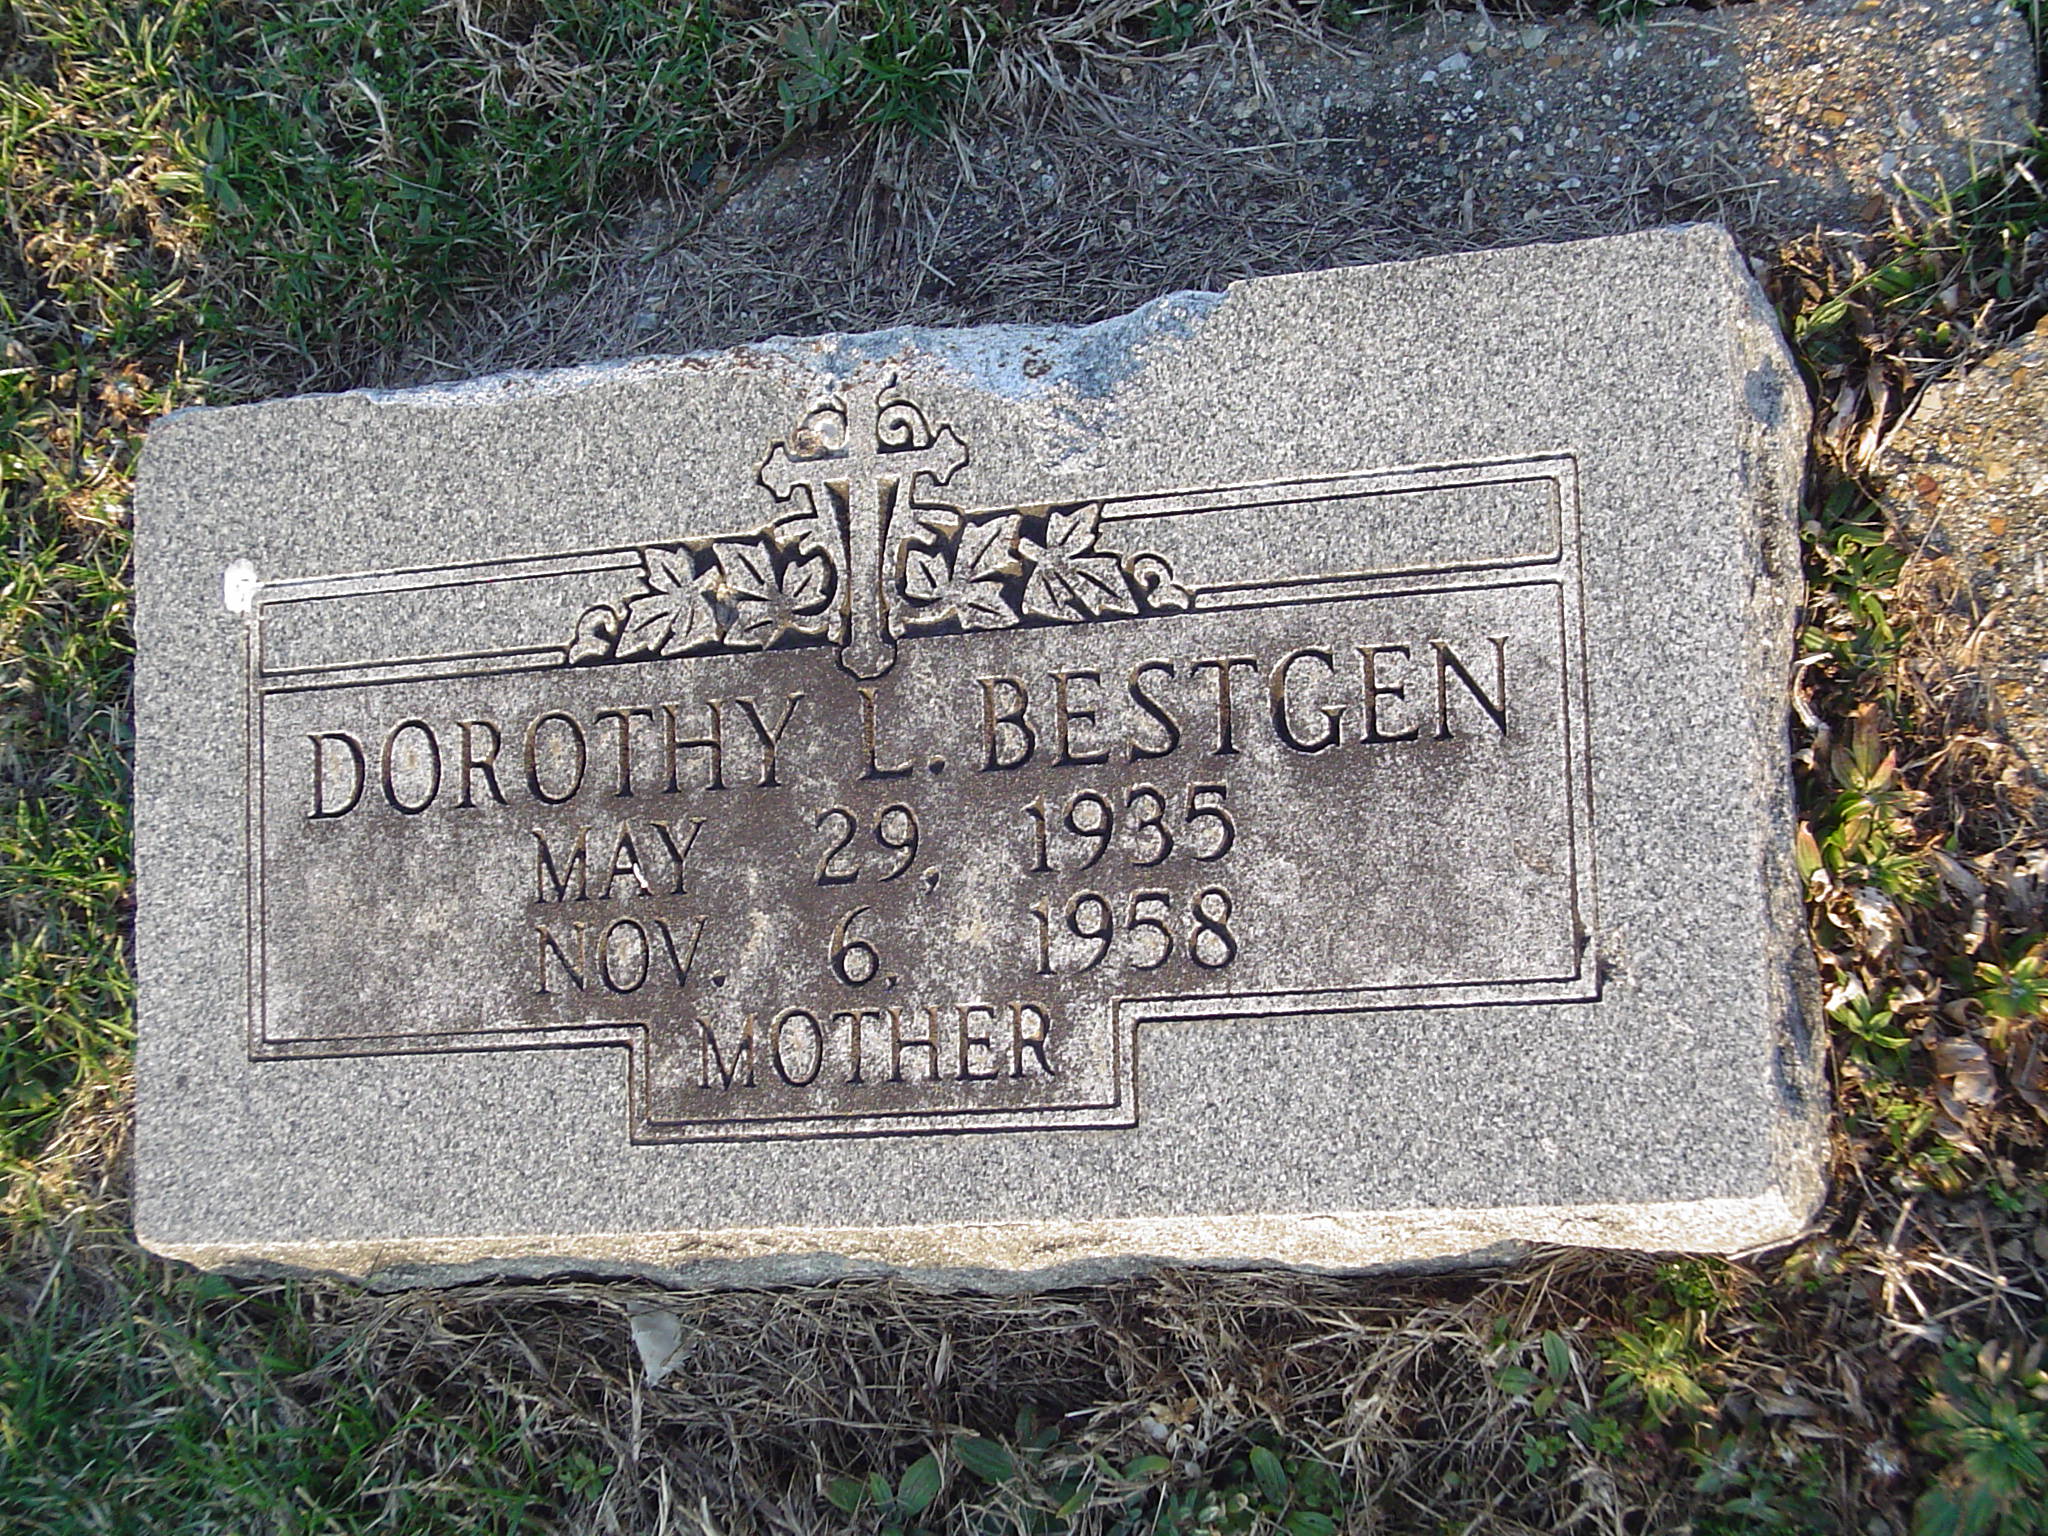 DOROTHY L. BESTGEN
MAY 29, 1935
NOV. 6, 1958
MOTHER